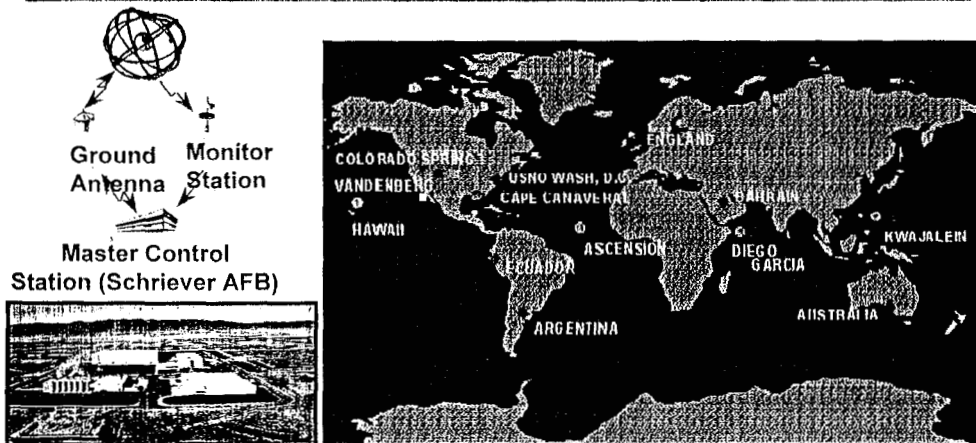 Ground Antenna
Monitor Station
Master Control
Station (Schriever AFB)
ENGLAND
COLORADO SPRING
USNO WASH, D.C.
VANDENBERG
CAPE CANAVERAL
BAHRAIN
HAWAII
ASCENSION
DIEGO GARCIA
KWAJALEIN
ECUADOR
AUSTRALIA
ARGENTINA